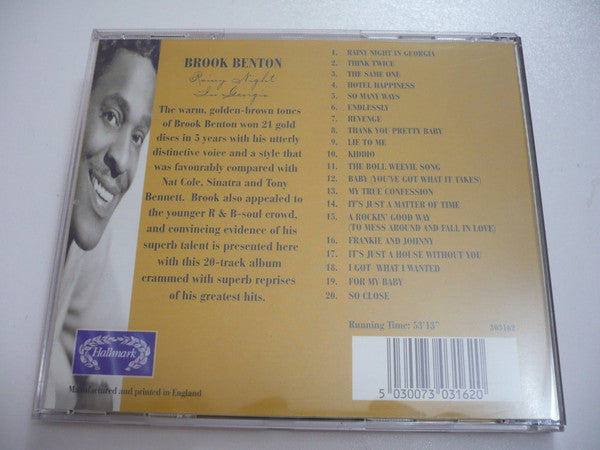 BROOK BENTON
Rainy Night
In Georgia
The warm, golden-brown tones
of Brook Benton won 21 gold
discs in 5 years with his utterly
distinctive voice and a style that
was favourably compared with
Nat Cole, Sinatra and Tony
Bennett. Brook also appealed to
the younger R & B-soul crowd,
and convincing evidence of his
superb talent is presented here
with this 20-track album
crammed with superb reprises
of his greatest hits.
Hallmark
Manufactured and printed in England
1. RAINY NIGHT IN GEORGIA
2. THINK TWICE
3. THE SAME ONE
4. HOTEL HAPPINESS
5. SO MANY WAYS
6. ENDLESSLY
7. REVENGE
8. THANK YOU PRETTY BABY
9. LIE TO ME
10. KIDDIO
11. THE BOLL WEEVIL SONG
12. BABY (YOU'VE GOT WHAT IT TAKES)
13. MY TRUE CONFESSION
14. IT'S JUST A MATTER OF TIME
15. A ROCKIN' GOOD WAY
(TO MESS AROUND AND FALL IN LOVE)
16. FRANKIE AND JOHNNY
17. IT'S JUST A HOUSE WITHOUT YOU
18. I GOT WHAT I WANTED
19. FOR MY BABY
20. SO CLOSE
Running Time: 53'13"
303162
5 030073 031620